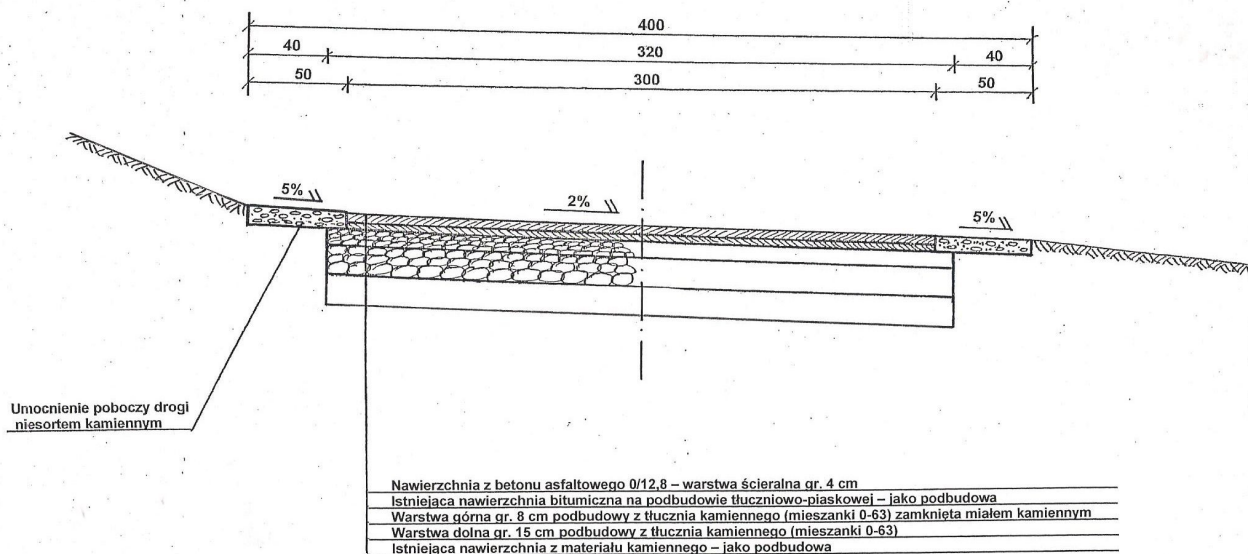 400
40
320
40
50
300
50
5%
2%
5%
Umocnienie poboczy drogi
niesortem kamiennym
Nawierzchnia z betonu asfaltowego 0/12,8 – warstwa ścieralna gr. 4 cm
Istniejąca nawierzchnia bitumiczna na podbudowie tłuczniowo-piaskowej – jako podbudowa
Warstwa górna gr. 8 cm podbudowy z tłucznia kamiennego (mieszanki 0-63) zamknięta miałem kamiennym
Warstwa dolna gr. 15 cm podbudowy z tłucznia kamiennego (mieszanki 0-63)
Istniejąca nawierzchnia z materiału kamiennego – jako podbudowa